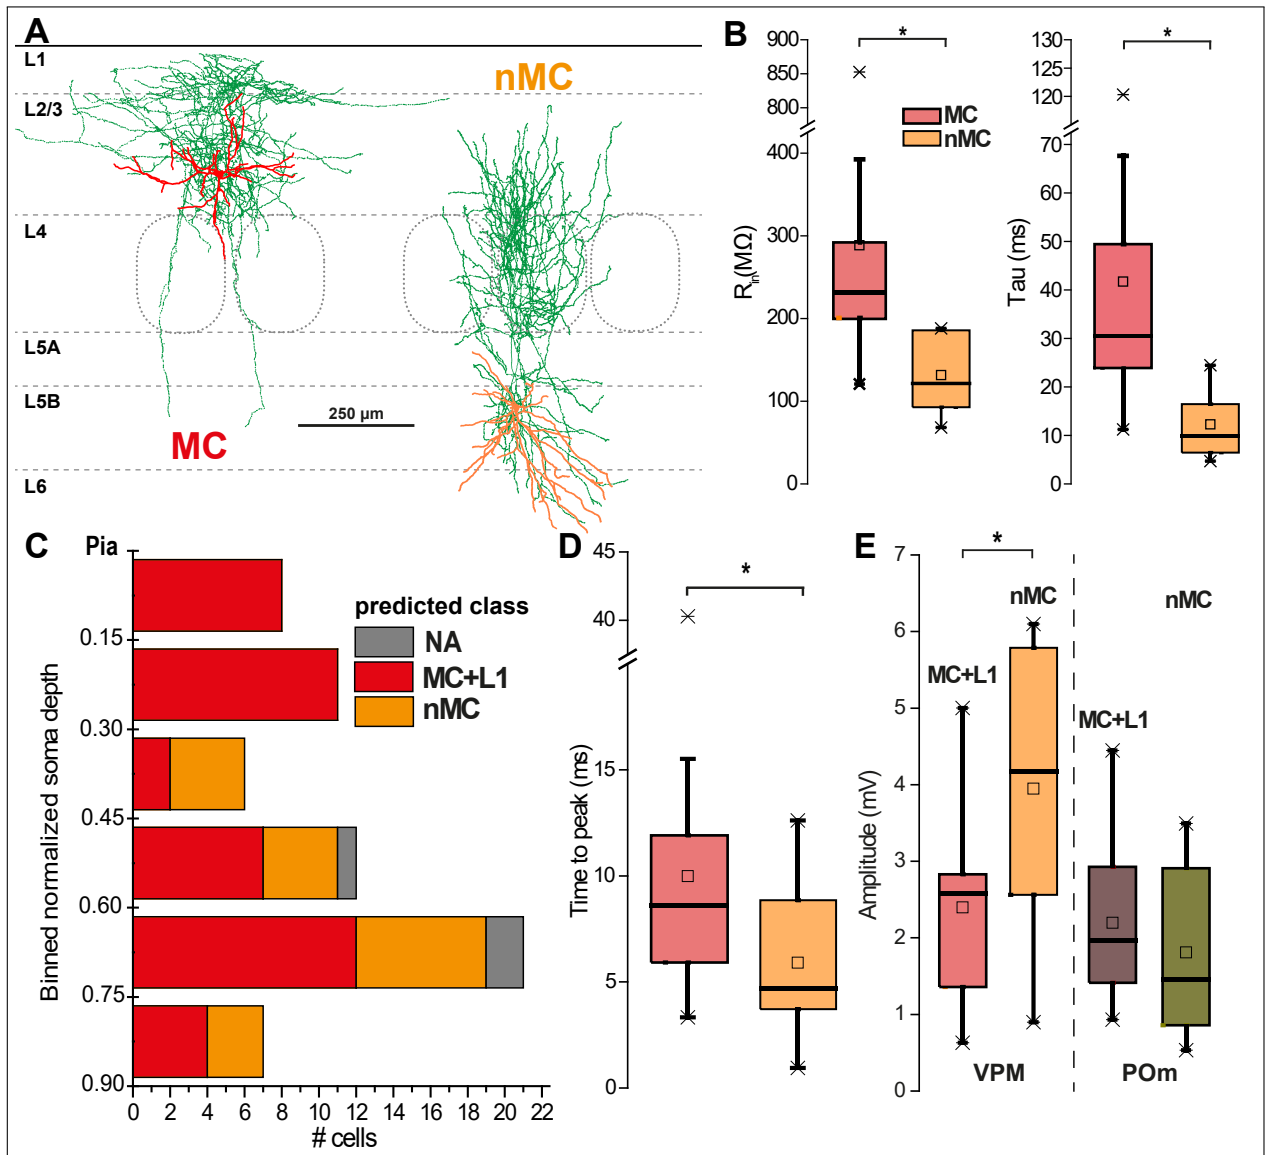 A
L1
L2/3
L4
L5A
L5B
L6
nMC
MC
250 µm
B
900
850
800
400
300
200
100
0
Rin(MΩ)
*
MC
nMC
130
125
120
70
60
50
40
30
20
10
0
Tau (ms)
*
C
Pia
0.15
0.30
0.45
0.60
0.75
0.90
Binned normalized soma depth
predicted class
NA
MC+L1
nMC
0 2 4 6 8 10 12 14 16 18 20 22
# cells
D
45
40
15
10
5
0
Time to peak (ms)
*
E
7
6
5
4
3
2
1
0
Amplitude (mV)
*
nMC
nMC
MC+L1
MC+L1
VPM
POm